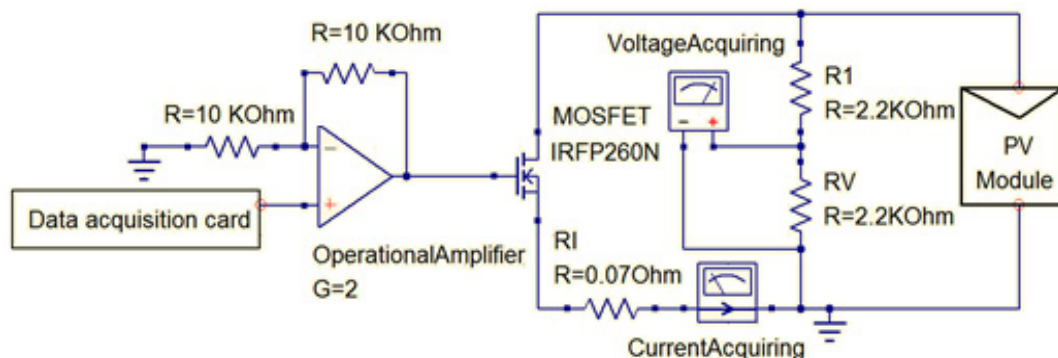 R=10 KOhm
R=10 KOhm
Data acquisition card
OperationalAmplifier
G=2
MOSFET
IRFP260N
VoltageAcquiring
R1
R=2.2KOhm
RV
R=2.2KOhm
PV
Module
RI
R=0.07Ohm
CurrentAcquiring